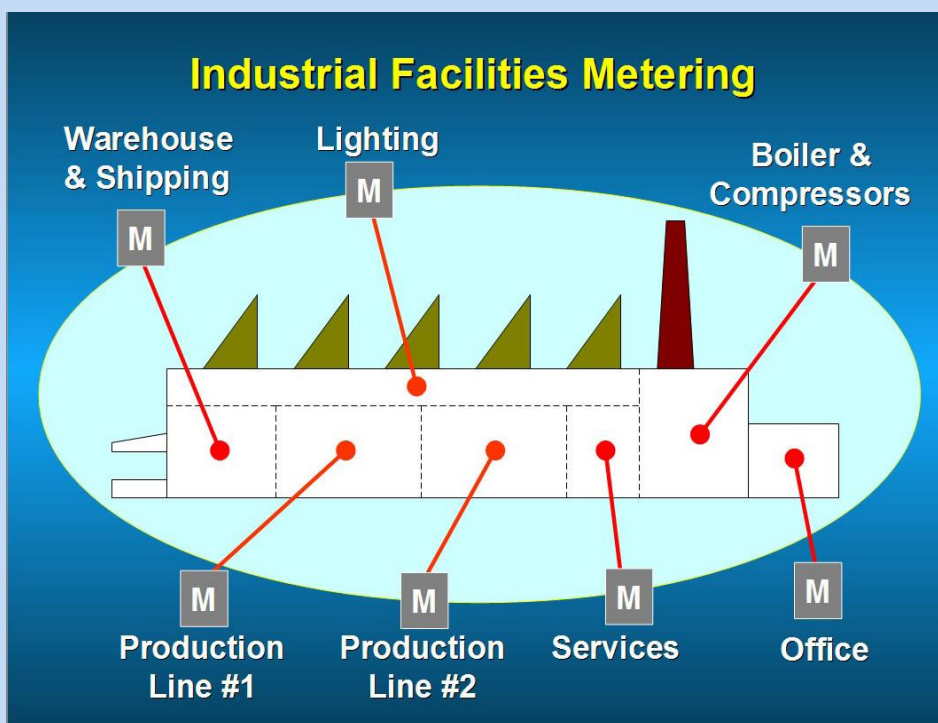 Industrial Facilities Metering
Warehouse
& Shipping
Lighting
Boiler &
Compressors
M
M
M
M
M
M
M
Production
Line #1
Production
Line #2
Services
Office